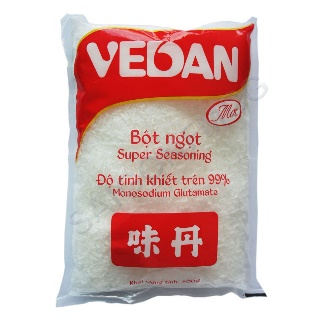 VEDAN
Bột ngọt
Super Seasoning
Độ tinh khiết trên 99%
Monosodium Glutamate
味丹